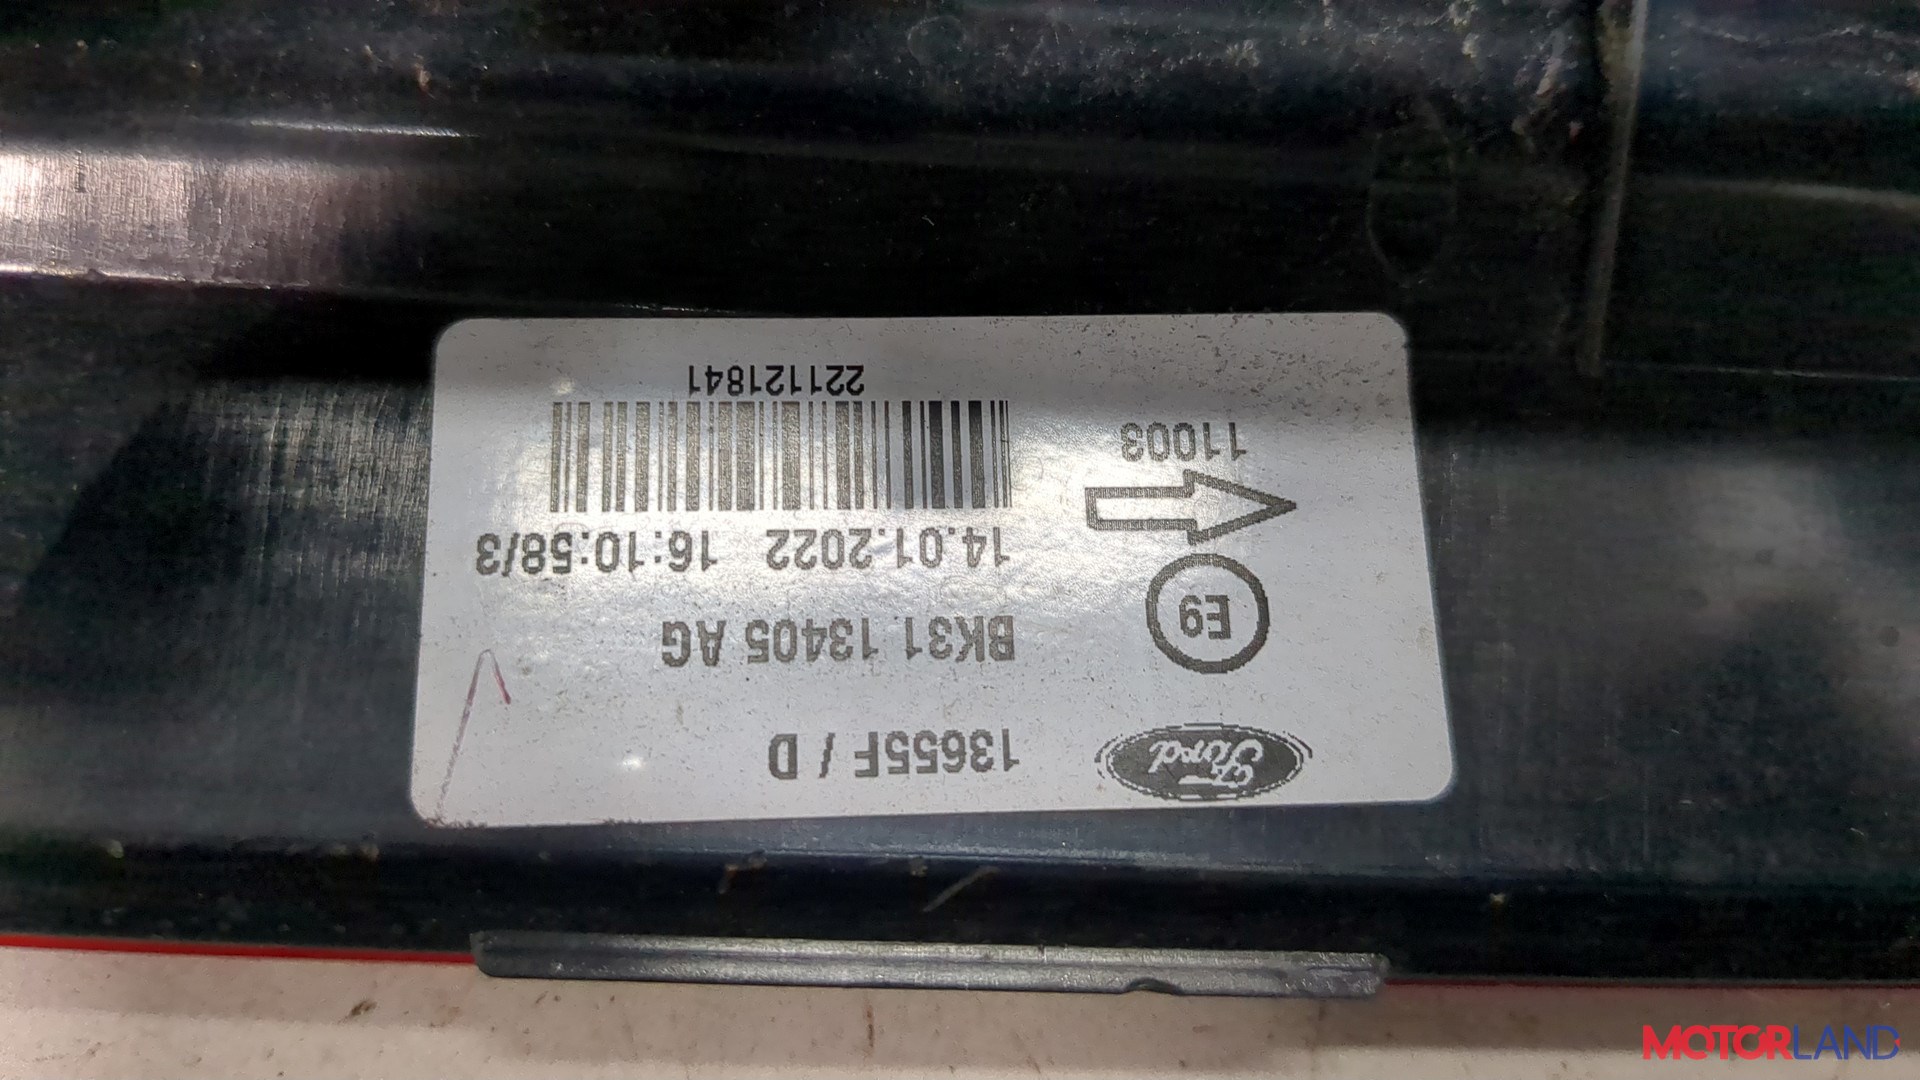 Ford
13655F / D
BK31 13405 AG
E9
14.01.2022 16:10:58/3
11003
221121841
MOTORLAND